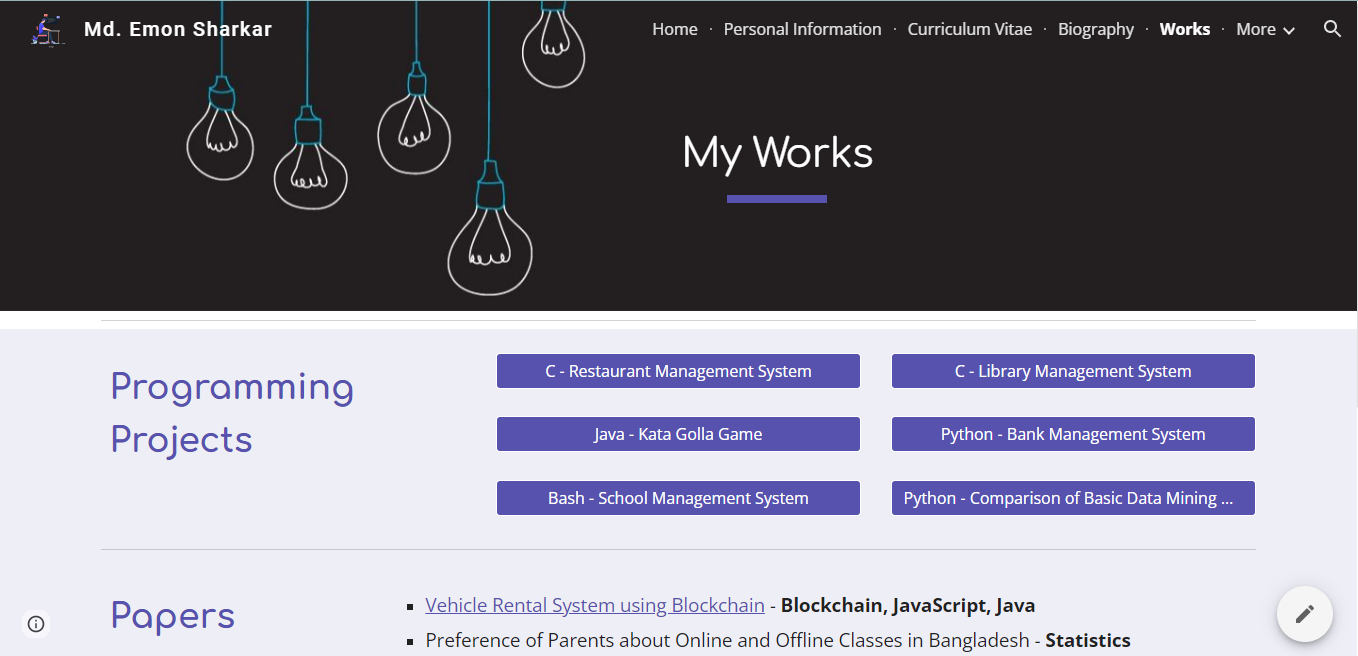 Md. Emon Sharkar
Home · Personal Information · Curriculum Vitae · Biography · Works · More
My Works
Programming
Projects
C - Restaurant Management System
C - Library Management System
Java - Kata Golla Game
Python - Bank Management System
Bash - School Management System
Python - Comparison of Basic Data Mining ...
Papers
▪ Vehicle Rental System using Blockchain - Blockchain, JavaScript, Java
▪ Preference of Parents about Online and Offline Classes in Bangladesh - Statistics